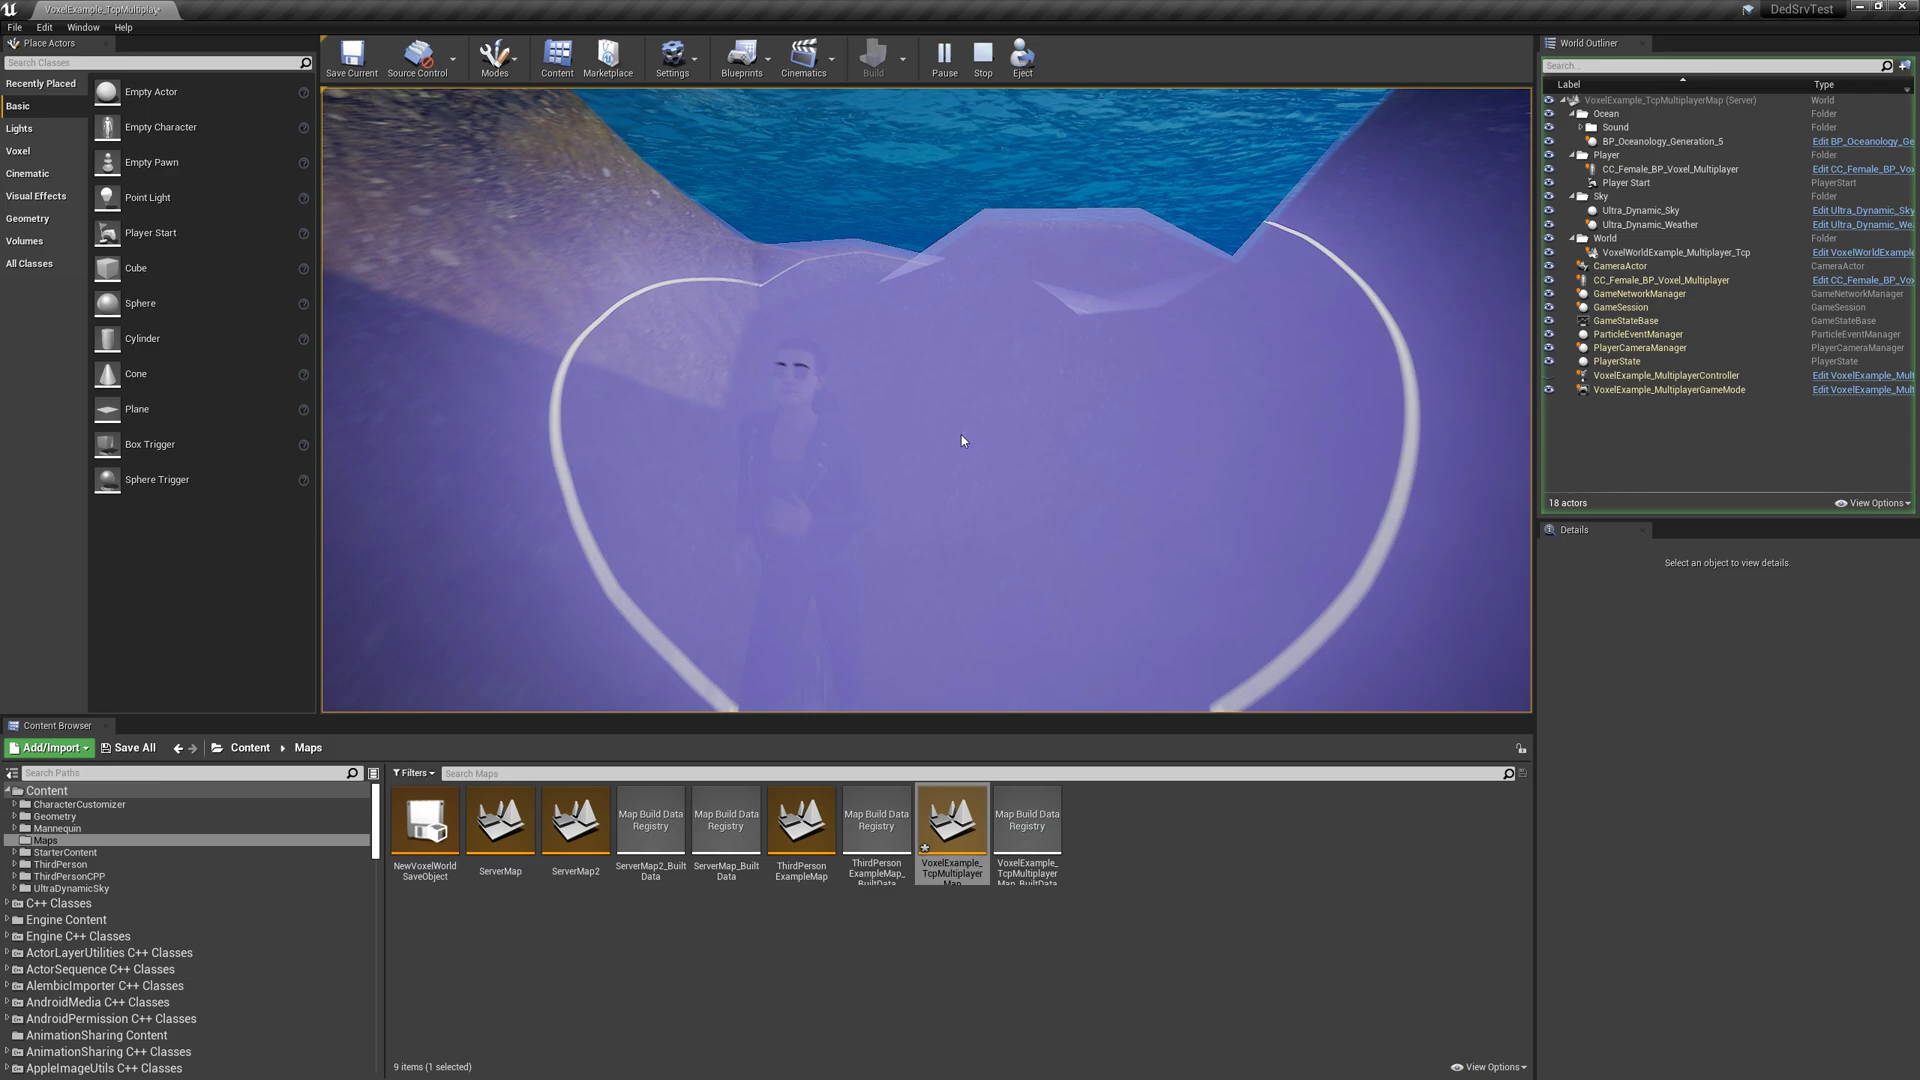 VoxelExample_TcpMultiplay
DedSrvTest
File Edit Window Help
Place Actors
Search Classes
Recently Placed
Basic
Lights
Voxel
Cinematic
Visual Effects
Geometry
Volumes
All Classes
Empty Actor
Empty Character
Empty Pawn
Point Light
Player Start
Cube
Sphere
Cylinder
Cone
Plane
Box Trigger
Sphere Trigger
Save Current Source Control Modes Content Marketplace Settings Blueprints Cinematics Build Pause Stop Eject
World Outliner
Search...
Label Type
VoxelExample_TcpMultiplayerMap (Server) World
Ocean Folder
Sound Folder
BP_Oceanology_Generation_5 Edit BP_Oceanology_Ge
Player Folder
CC_Female_BP_Voxel_Multiplayer Edit CC_Female_BP_Vox
Player Start PlayerStart
Sky Folder
Ultra_Dynamic_Sky Edit Ultra_Dynamic_Sky
Ultra_Dynamic_Weather Edit Ultra_Dynamic_We
World Folder
VoxelWorldExample_Multiplayer_Tcp Edit VoxelWorldExample
CameraActor CameraActor
CC_Female_BP_Voxel_Multiplayer Edit CC_Female_BP_Vox
GameNetworkManager GameNetworkManager
GameSession GameSession
GameStateBase GameStateBase
ParticleEventManager ParticleEventManager
PlayerCameraManager PlayerCameraManager
PlayerState PlayerState
VoxelExample_MultiplayerController Edit VoxelExample_Mult
VoxelExample_MultiplayerGameMode Edit VoxelExample_Mult
18 actors View Options
Details
Select an object to view details.
Content Browser
Add/Import Save All Content Maps
Search Paths
Filters Search Maps
Content
CharacterCustomizer
Geometry
Mannequin
Maps
StarterContent
ThirdPerson
ThirdPersonCPP
UltraDynamicSky
C++ Classes
Engine Content
Engine C++ Classes
ActorLayerUtilities C++ Classes
ActorSequence C++ Classes
AlembicImporter C++ Classes
AndroidMedia C++ Classes
AndroidPermission C++ Classes
AnimationSharing Content
AnimationSharing C++ Classes
AppleImageUtils C++ Classes
Map Build Data
Registry
Map Build Data
Registry
Map Build Data
Registry
Map Build Data
Registry
NewVoxelWorld
SaveObject
ServerMap
ServerMap2
ServerMap2_Built
Data
ServerMap_Built
Data
ThirdPerson
ExampleMap
ThirdPerson
ExampleMap_
BuiltData
VoxelExample_
TcpMultiplayer
Map
VoxelExample_
TcpMultiplayer
Map_BuiltData
9 items (1 selected) View Options